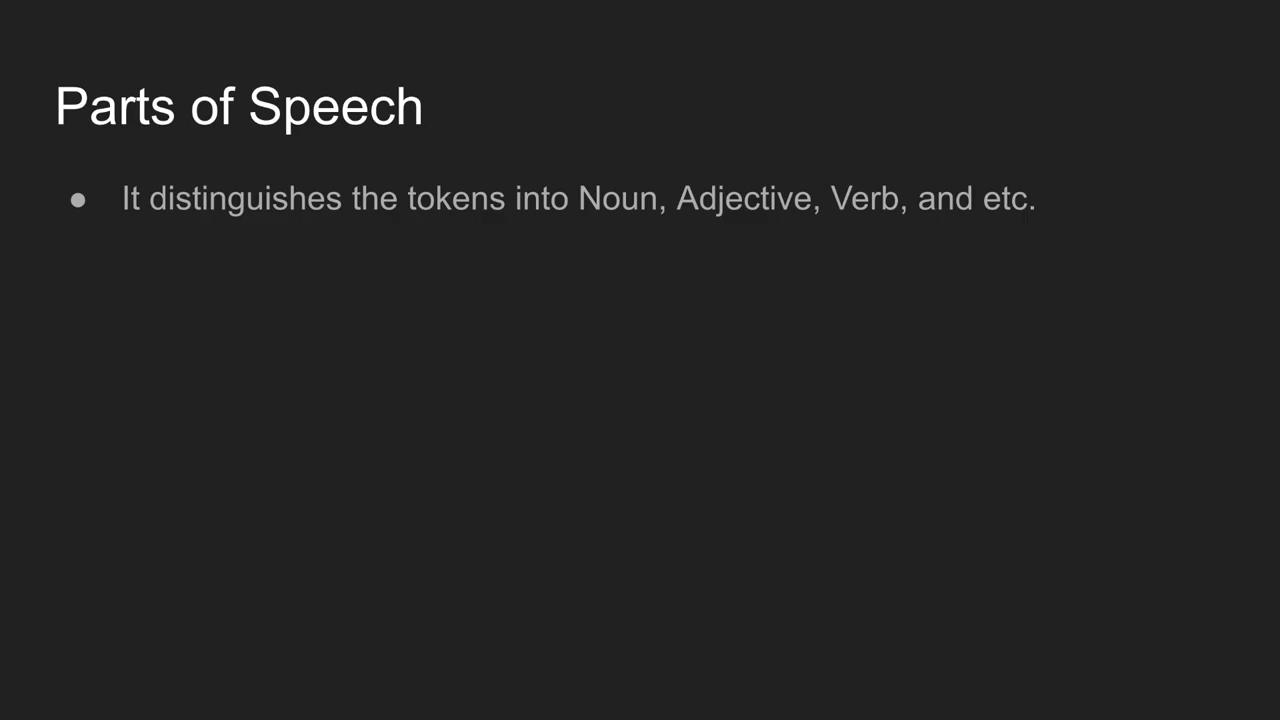 Parts of Speech
● It distinguishes the tokens into Noun, Adjective, Verb, and etc.